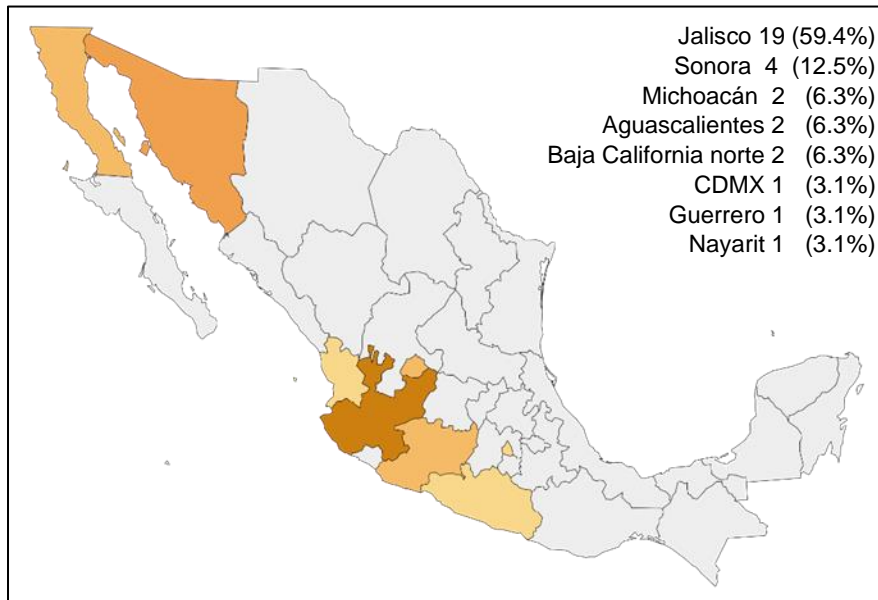 Jalisco 19 (59.4%)
Sonora 4 (12.5%)
Michoacán 2 (6.3%)
Aguascalientes 2 (6.3%)
Baja California norte 2 (6.3%)
CDMX 1 (3.1%)
Guerrero 1 (3.1%)
Nayarit 1 (3.1%)